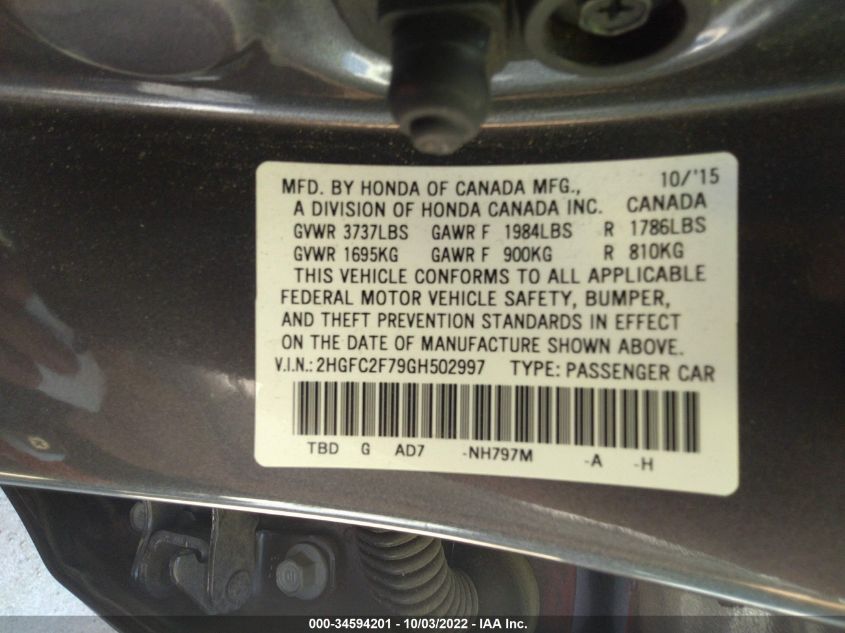 MFD. BY HONDA OF CANADA MFG., 10/'15
A DIVISION OF HONDA CANADA INC. CANADA
GVWR 3737LBS GAWR F 1984LBS R 1786LBS
GVWR 1695KG GAWR F 900KG R 810KG
THIS VEHICLE CONFORMS TO ALL APPLICABLE
FEDERAL MOTOR VEHICLE SAFETY, BUMPER,
AND THEFT PREVENTION STANDARDS IN EFFECT
ON THE DATE OF MANUFACTURE SHOWN ABOVE.
V.I.N.: 2HGFC2F79GH502997 TYPE: PASSENGER CAR
TBD G AD7 -NH797M -A -H
000-34594201 - 10/03/2022 - IAA Inc.